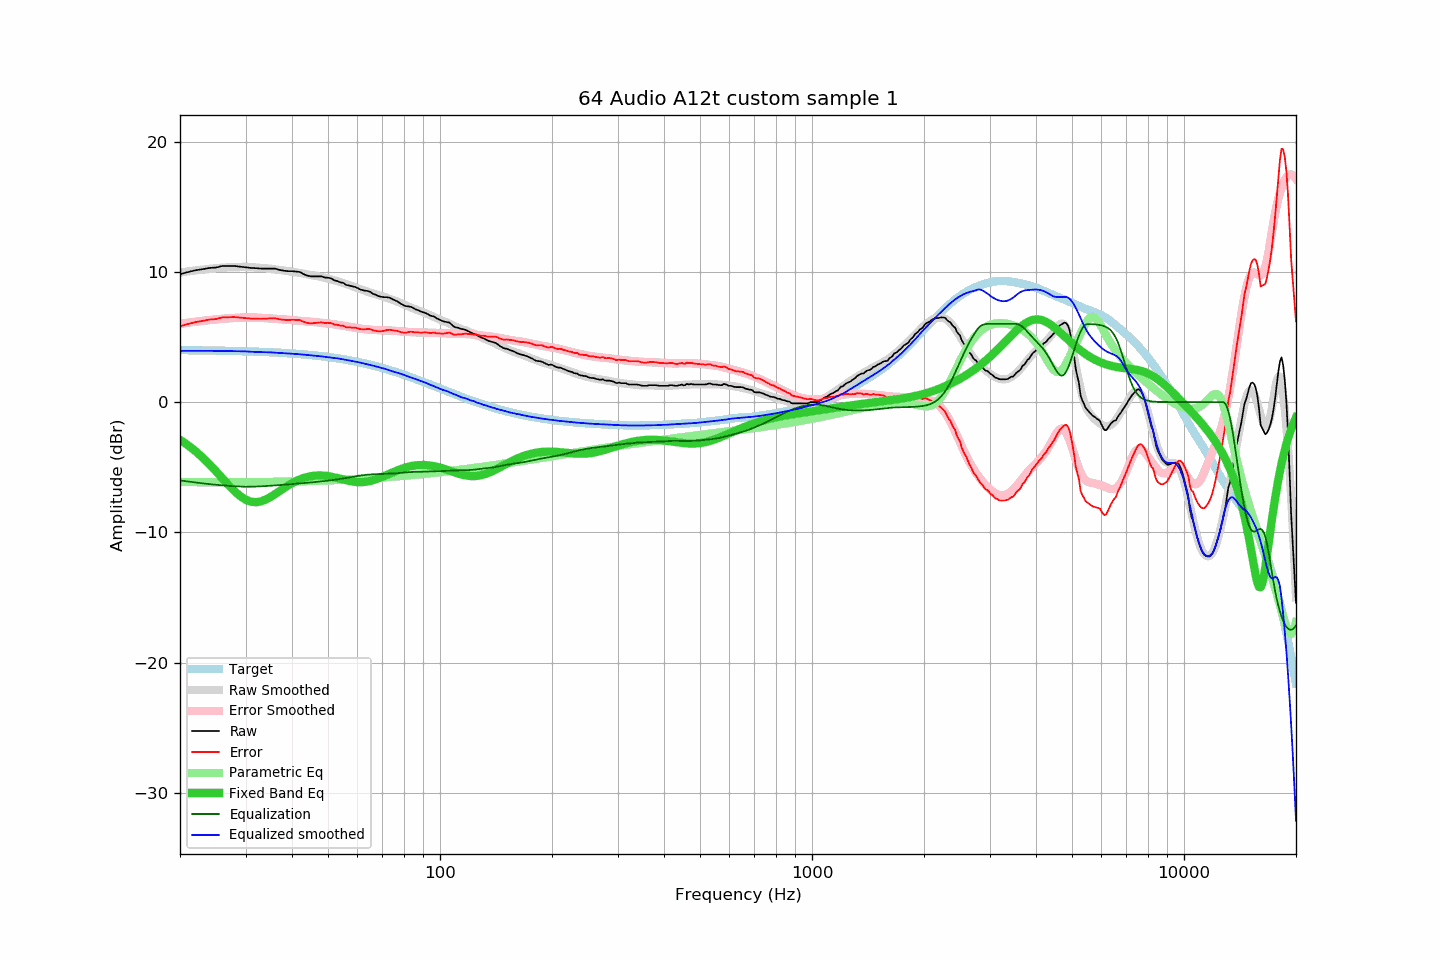 64 Audio A12t custom sample 1
20
10
0
−10
−20
−30
Amplitude (dBr)
Target
Raw Smoothed
Error Smoothed
Raw
Error
Parametric Eq
Fixed Band Eq
Equalization
Equalized smoothed
100
1000
10000
Frequency (Hz)